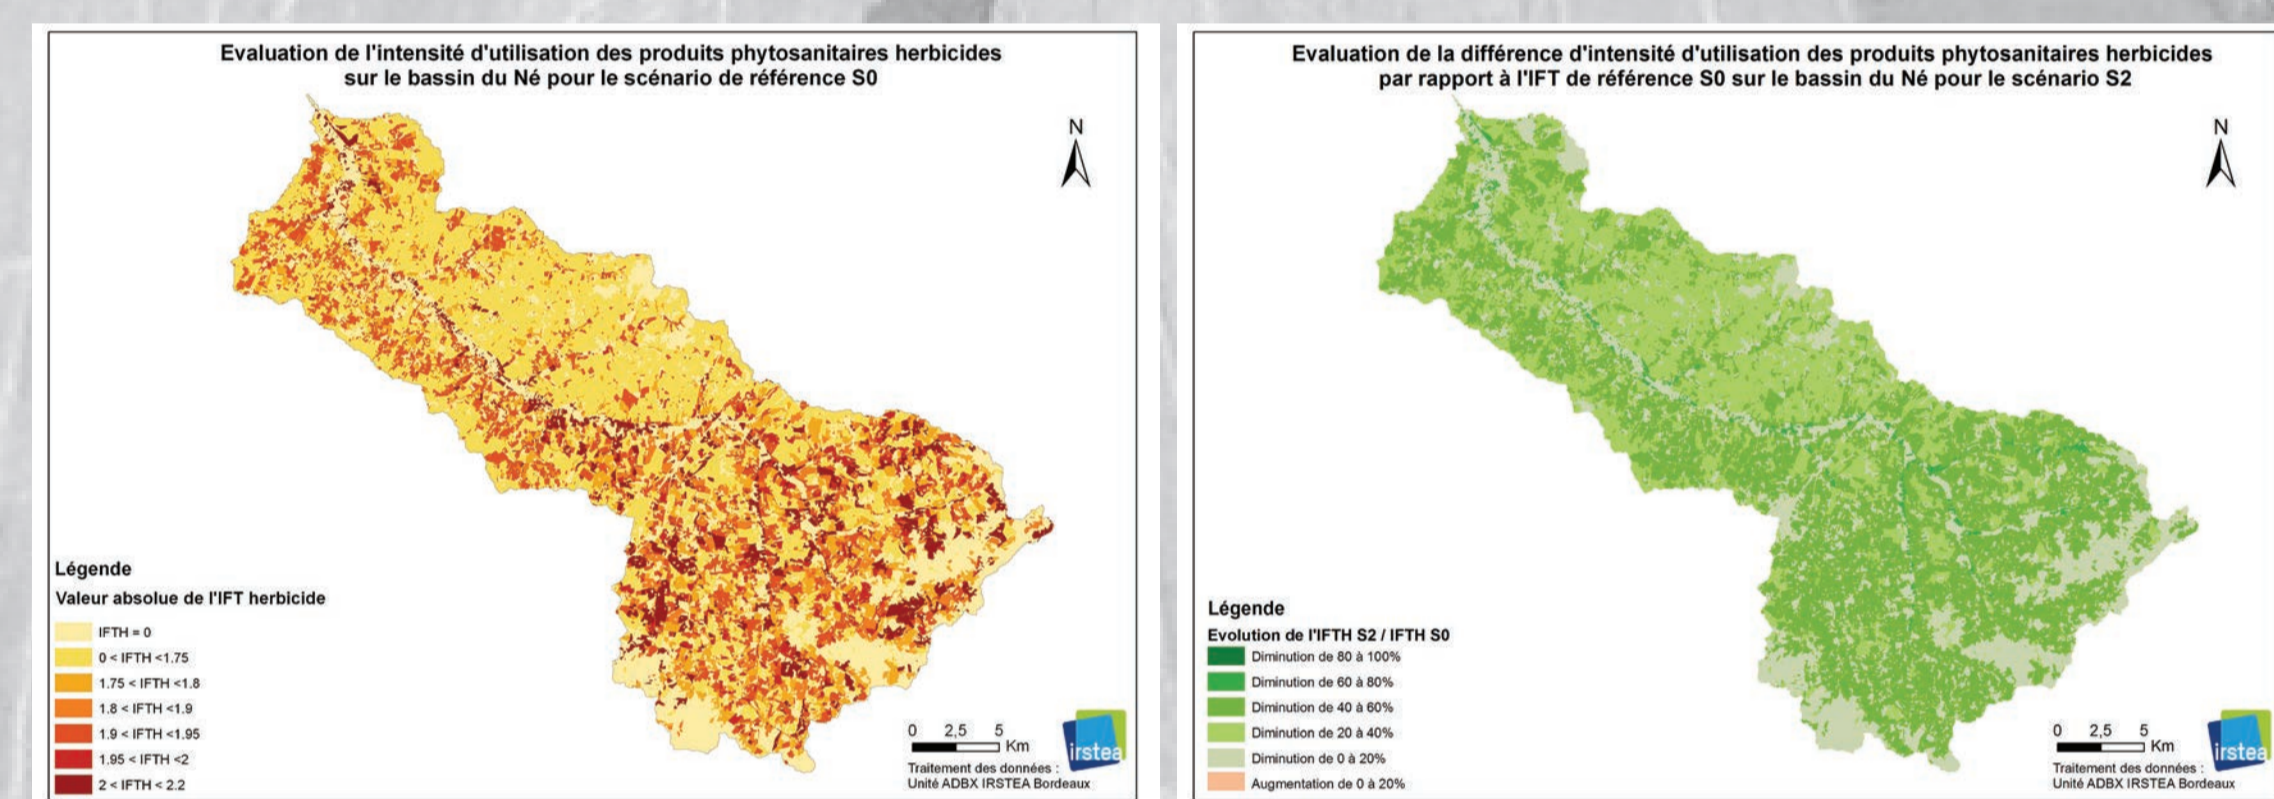 Evaluation de l'intensité d'utilisation des produits phytosanitaires herbicides
sur le bassin du Né pour le scénario de référence S0
N
Légende
Valeur absolue de l'IFT herbicide
IFTH = 0
0 < IFTH <1.75
1.75 < IFTH <1.8
1.8 < IFTH <1.9
1.9 < IFTH <1.95
1.95 < IFTH <2
2 < IFTH < 2.2
0 2,5 5
Km
Traitement des données :
Unité ADBX IRSTEA Bordeaux
irstea
Evaluation de la différence d'intensité d'utilisation des produits phytosanitaires herbicides
par rapport à l'IFT de référence S0 sur le bassin du Né pour le scénario S2
N
Légende
Evolution de l'IFTH S2 / IFTH S0
Diminution de 80 à 100%
Diminution de 60 à 80%
Diminution de 40 à 60%
Diminution de 20 à 40%
Diminution de 0 à 20%
Augmentation de 0 à 20%
0 2,5 5
Km
Traitement des données :
Unité ADBX IRSTEA Bordeaux
irstea